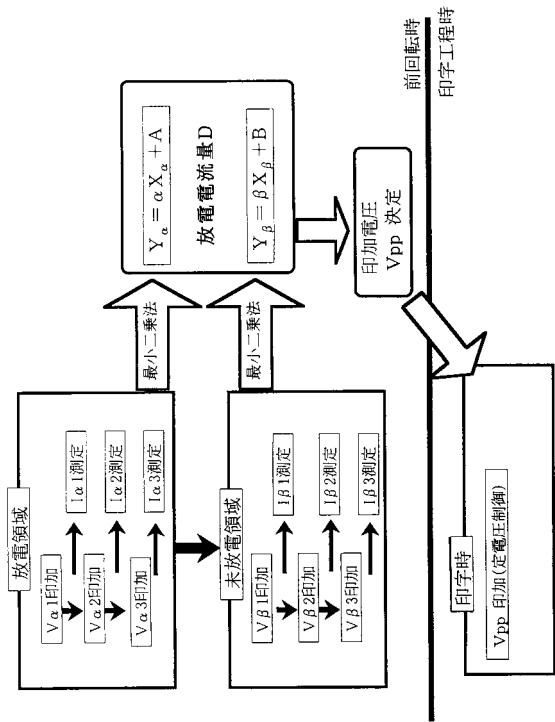 放電領域
Vα1印加
Iα1測定
Vα2印加
Iα2測定
Vα3印加
Iα3測定
最小二乗法
未放電領域
Vβ1印加
Iβ1測定
Vβ2印加
Iβ2測定
Vβ3印加
Iβ3測定
最小二乗法
Yα=αXα+A
放電電流量D
Yβ=βXβ+B
印加電圧
Vpp 決定
前回転時
印字工程時
印字時
Vpp 印加(定電圧制御)